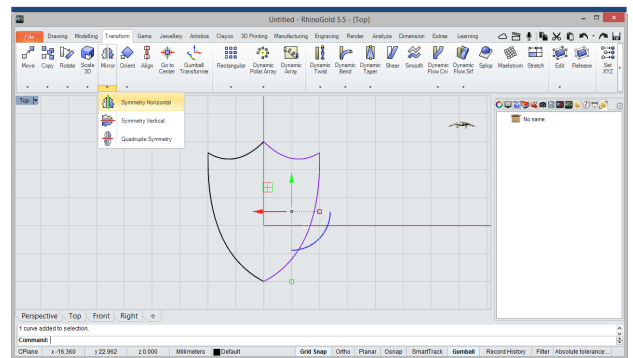 Untitled - RhinoGold 5.5 - [Top]
File Drawing Modelling Transform Gems Jewellery Artistics Clayoo 3D Printing Manufacturing Engraving Render Analyze Dimension Extras Learning
Move Copy Rotate Scale 3D Mirror Orient Align Go to Center Gumball Transformer Rectangular Dynamic Polar Array Dynamic Array Dynamic Twist Dynamic Bend Dynamic Taper Shear Smooth Dynamic Flow Crv Dynamic Flow Srf Splop Maelstrom Stretch Edit Release Set XYZ
Top
Symmetry Horizontal
Symmetry Vertical
Quadruple Symmetry
No name
Perspective Top Front Right
1 curve added to selection.
Command:
CPlane x -16.360 y 22.962 z 0.000 Millimeters Default Grid Snap Ortho Planar Osnap SmartTrack Gumball Record History Filter Absolute tolerance:...